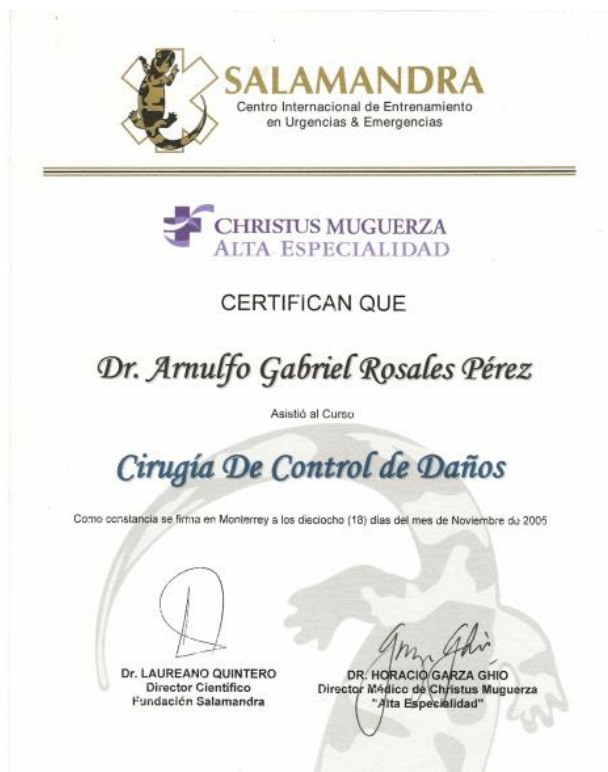 SALAMANDRA
Centro Internacional de Entrenamiento
en Urgencias & Emergencias
CHRISTUS MUGUERZA
ALTA ESPECIALIDAD
CERTIFICAN QUE
Dr. Arnulfo Gabriel Rosales Pérez
Asistió al Curso
Cirugía De Control de Daños
Como constancia se firma en Monterrey a los dieciocho (18) días del mes de Noviembre de
Dr. LAUREANO QUINTERO
Director Científico
Fundación Salamandra
DR. HORACIO GARZA GHIO
Director Médico de Christus Muguerza
"Alta Especialidad"